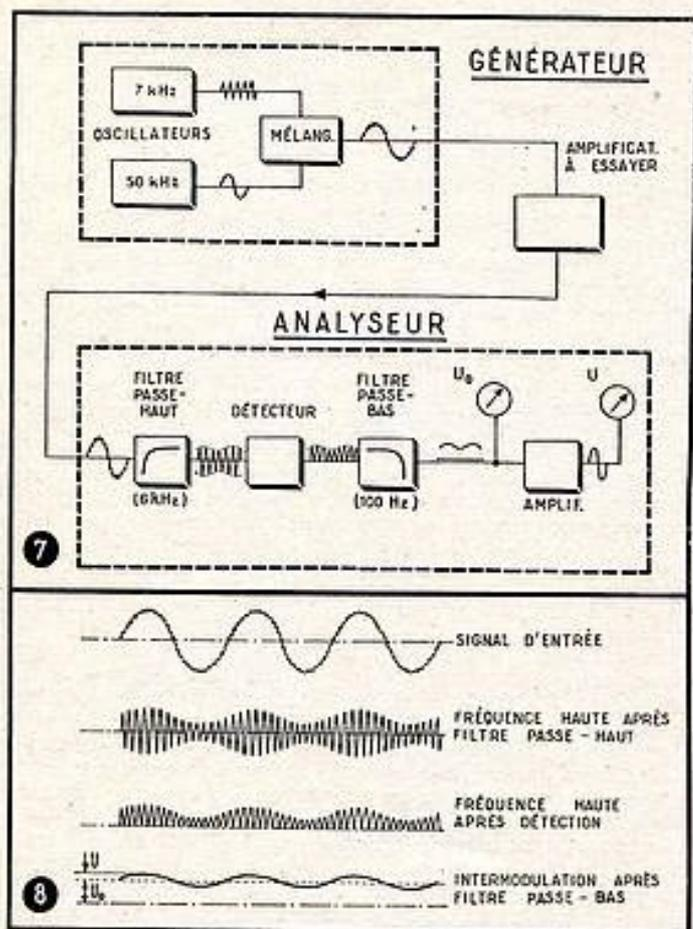 GÉNÉRATEUR
7 kHz
OSCILLATEURS
MÉLANG.
50 kHz
AMPLIFICAT.
À ESSAYER
ANALYSEUR
FILTRE
PASSE-
HAUT
DÉTECTEUR
FILTRE
PASSE-
BAS
U₀
U
(6kHz)
(100 Hz)
AMPLIF.
7
SIGNAL D'ENTRÉE
FRÉQUENCE HAUTE APRÈS
FILTRE PASSE-HAUT
FRÉQUENCE HAUTE
APRÈS DÉTECTION
U
U₀
INTERMODULATION APRÈS
FILTRE PASSE-BAS
8